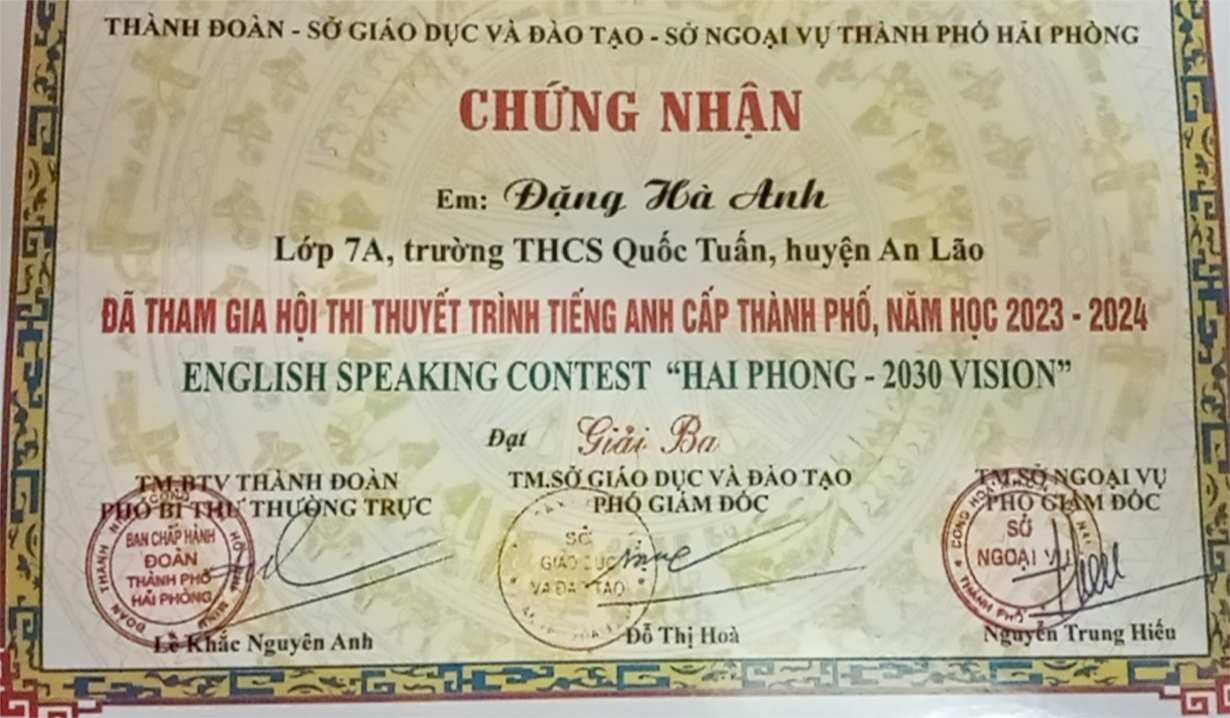 THÀNH ĐOÀN - SỞ GIÁO DỤC VÀ ĐÀO TẠO - SỞ NGOẠI VỤ THÀNH PHỐ HẢI PHÒNG
CHỨNG NHẬN
Em: Đặng Hà Anh
Lớp 7A, trường THCS Quốc Tuấn, huyện An Lão
ĐÃ THAM GIA HỘI THI THUYẾT TRÌNH TIẾNG ANH CẤP THÀNH PHỐ, NĂM HỌC 2023 - 2024
ENGLISH SPEAKING CONTEST “HAI PHONG - 2030 VISION”
Đạt Giải Ba
TM.BTV THÀNH ĐOÀN
PHÓ BÍ THƯ THƯỜNG TRỰC
BAN CHẤP HÀNH
ĐOÀN
THÀNH PHỐ
HẢI PHÒNG
Lê Khắc Nguyên Anh
TM.SỞ GIÁO DỤC VÀ ĐÀO TẠO
PHÓ GIÁM ĐỐC
SỞ
GIÁO DỤC
VÀ ĐÀO TẠO
Đỗ Thị Hoà
TM.SỞ NGOẠI VỤ
PHÓ GIÁM ĐỐC
SỞ
NGOẠI VỤ
THÀNH PHỐ
Nguyễn Trung Hiếu